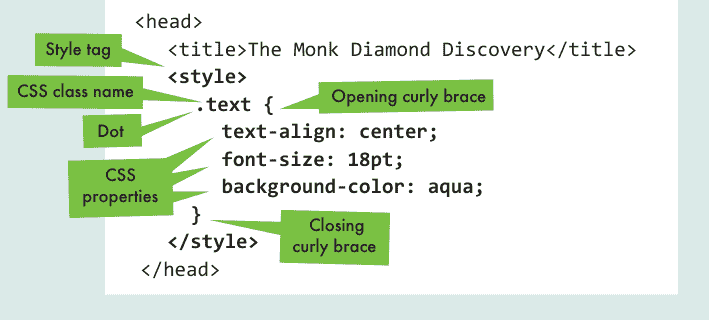 <head>
<title>The Monk Diamond Discovery</title>
Style tag
<style>
CSS class name
.text {
Opening curly brace
Dot
text-align: center;
font-size: 18pt;
CSS
properties
background-color: aqua;
}
Closing
curly brace
</style>
</head>